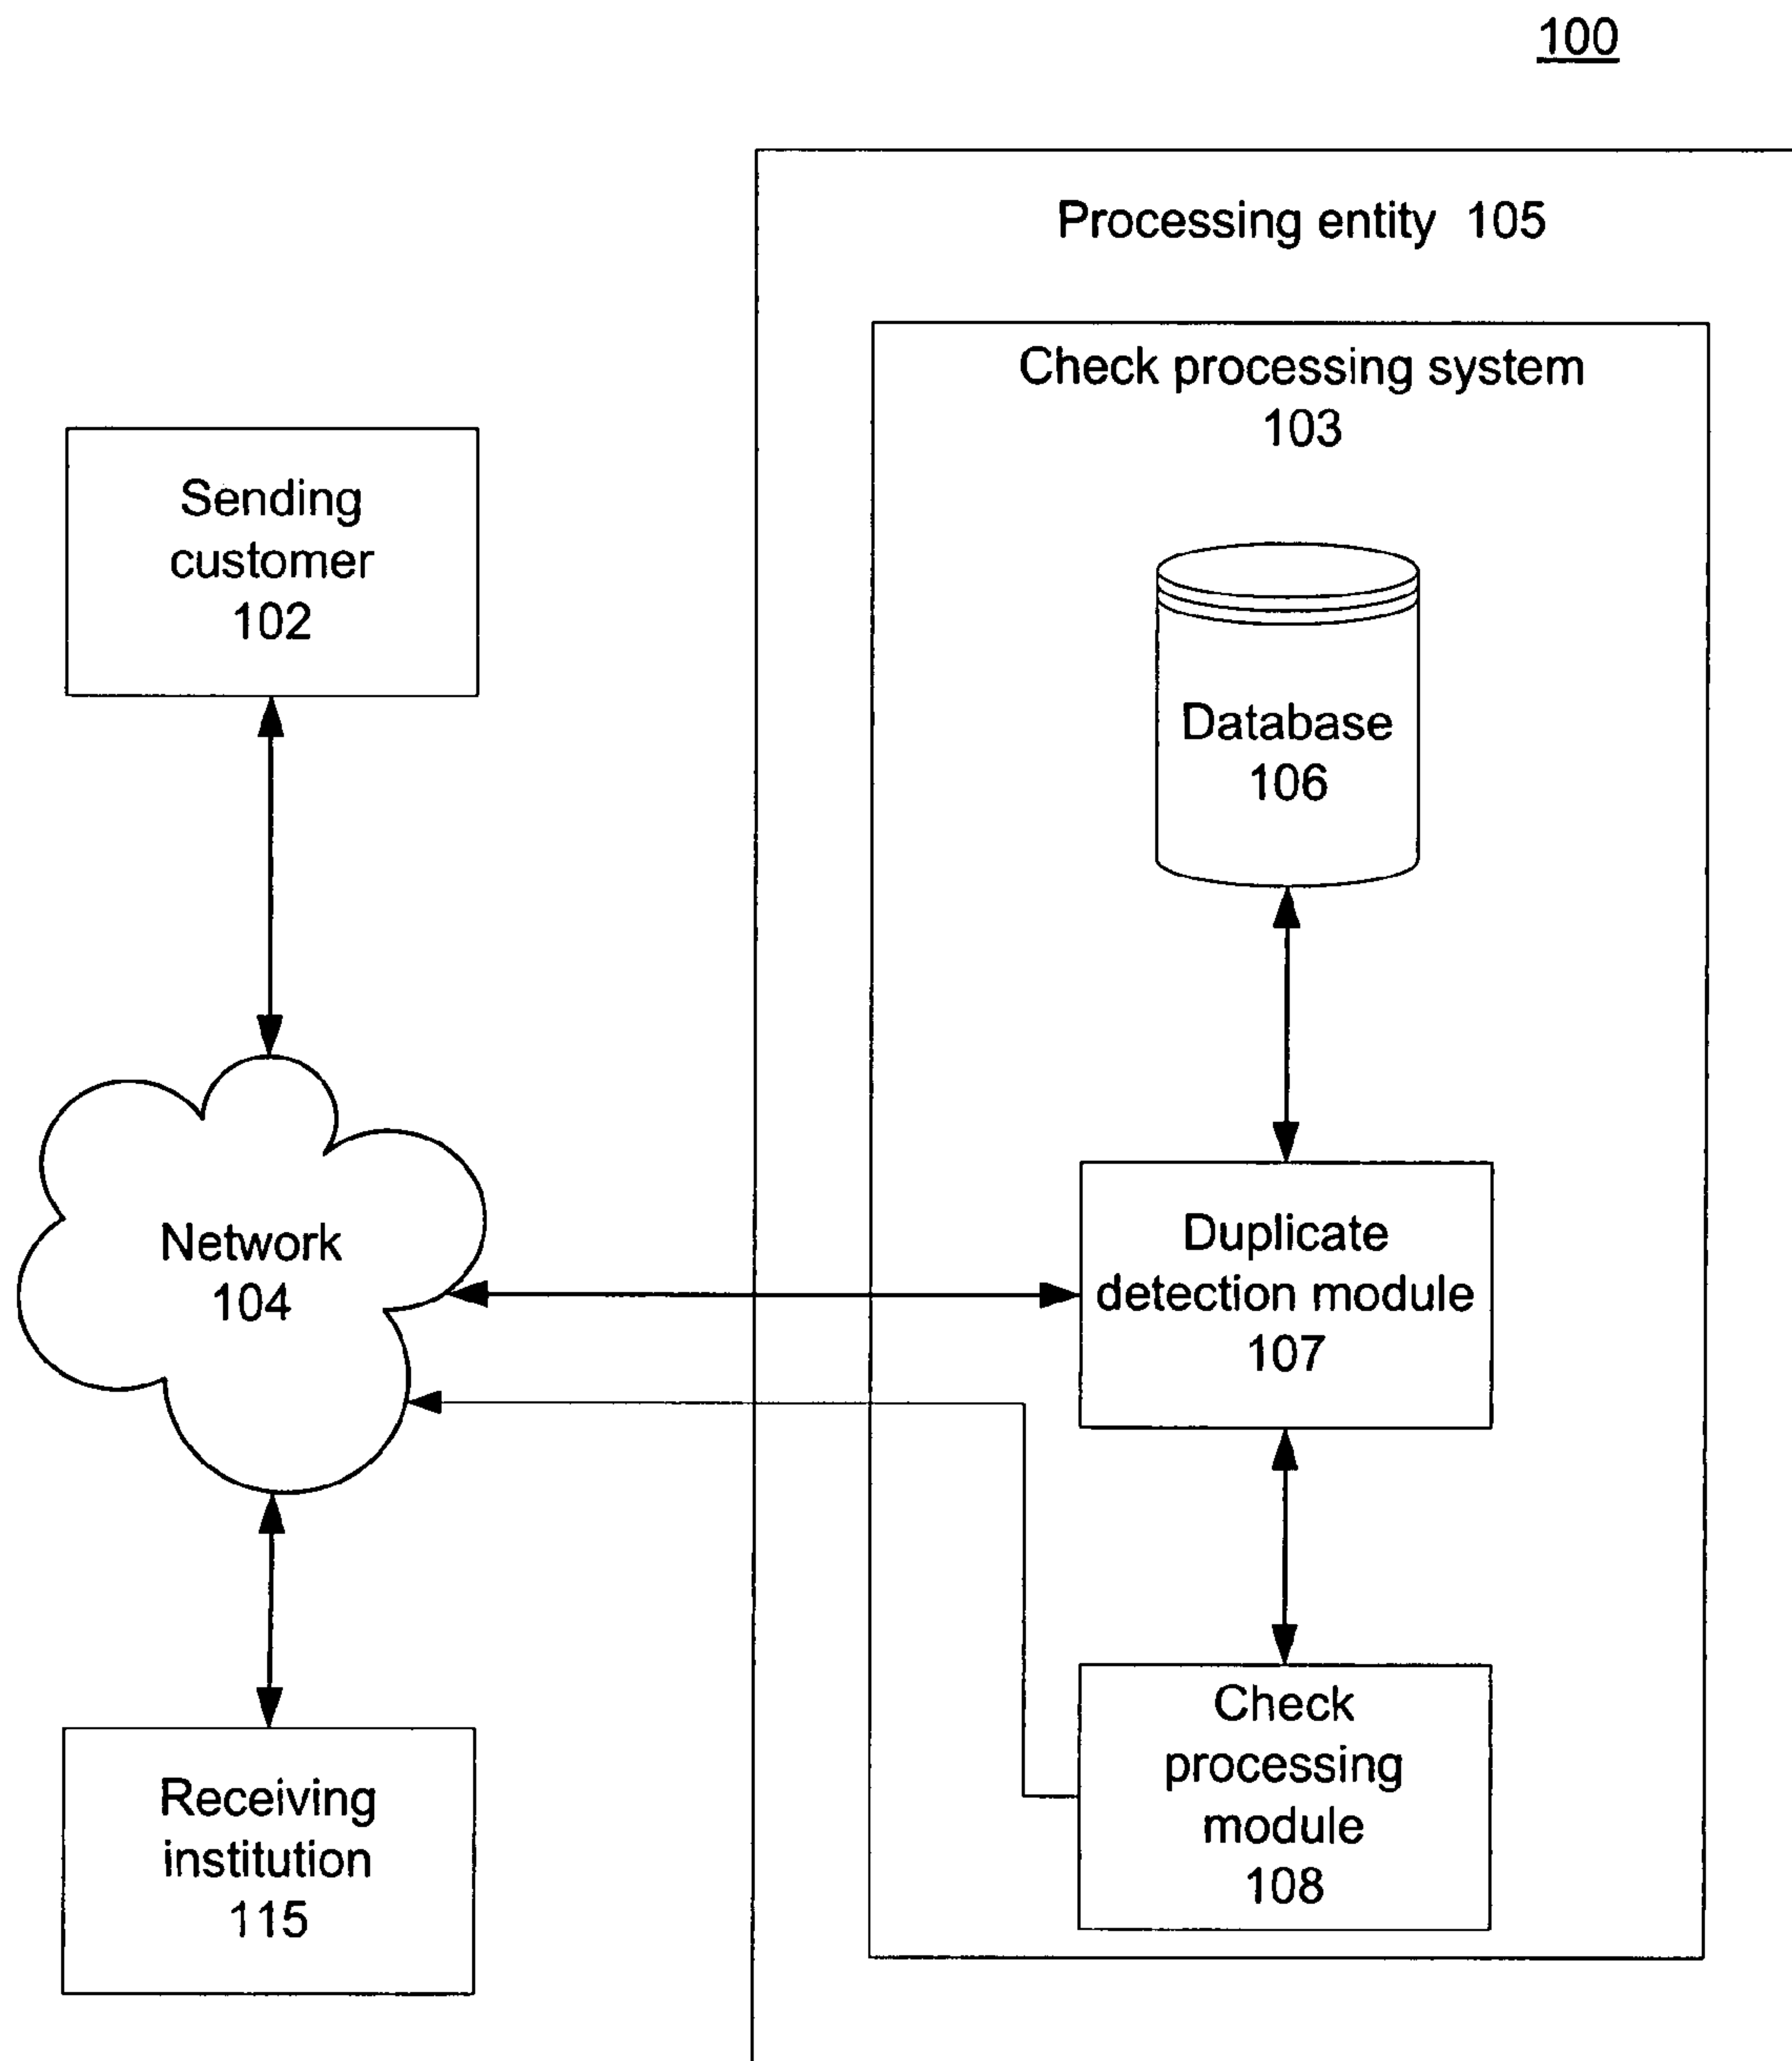 100
Processing entity 105
Check processing system
103
Sending
customer
102
Database
106
Network
104
Duplicate
detection module
107
Receiving
institution
115
Check
processing
module
108